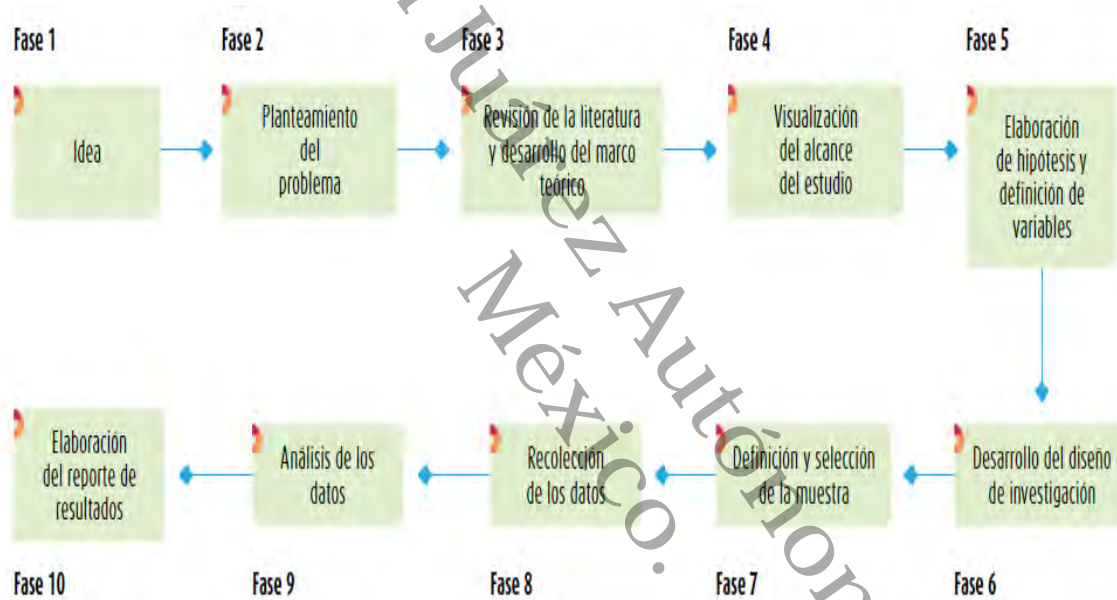 Fase 1
Idea
Fase 2
Planteamiento
del
problema
Fase 3
Revisión de la literatura
y desarrollo del marco
teórico
Fase 4
Visualización
del alcance
del estudio
Fase 5
Elaboración
de hipótesis y
definición de
variables
Desarrollo del diseño
de investigación
Fase 6
Definición y selección
de la muestra
Fase 7
Recolección
de los datos
Fase 8
Análisis de los
datos
Fase 9
Elaboración
del reporte de
resultados
Fase 10
Juárez Autónom
México.